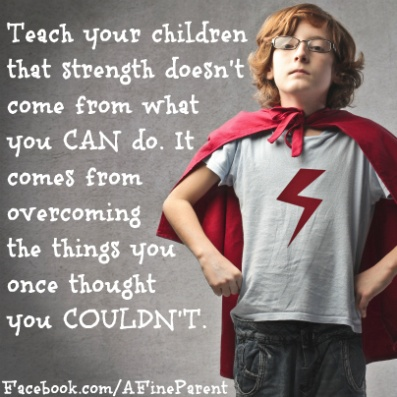 Teach your children
that strength doesn't
come from what
you CAN do. It
comes from
overcoming
the things you
once thought
you COULDN'T.
Facebook.com/AFineParent